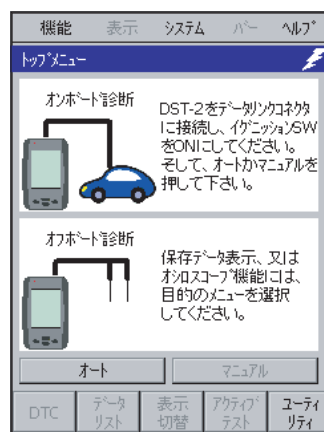 機能 表示 システム バー ヘルプ
トップメニュー
オンボード診断
DST-2をデータリンクコネクタ
に接続し、イグニッションSW
をONにしてください。
そして、オートかマニュアルを
押して下さい。
オフボード診断
保存データ表示、又は
オシロスコープ機能には、
目的のメニューを選択
してください。
オート マニュアル
DTC データリスト 表示切替 アクティブテスト ユーティリティ